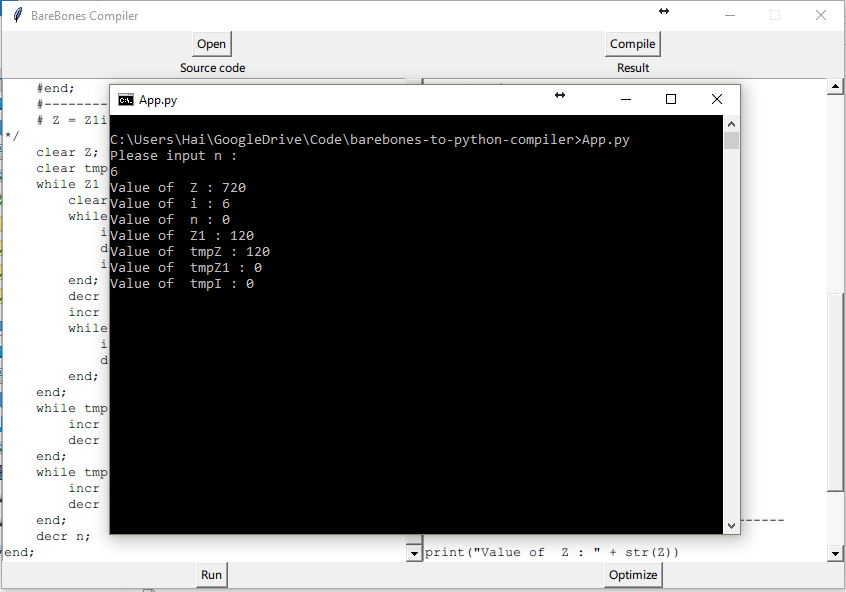 BareBones Compiler
Open
Compile
Source code
Result
#end;
#--------
# Z = Z1
*/
clear Z;
clear tmp
while Z1
clear
while
i
d
i
end;
decr
incr
while
i
d
end;
end;
while tmp
incr
decr
end;
while tmp
incr
decr
end;
decr n;
end;
App.py
C:\Users\Hai\GoogleDrive\Code\barebones-to-python-compiler>App.py
Please input n :
6
Value of  Z : 720
Value of  i : 6
Value of  n : 0
Value of  Z1 : 120
Value of  tmpZ : 120
Value of  tmpZ1 : 0
Value of  tmpI : 0
------
print("Value of  Z : " + str(Z))
Run
Optimize